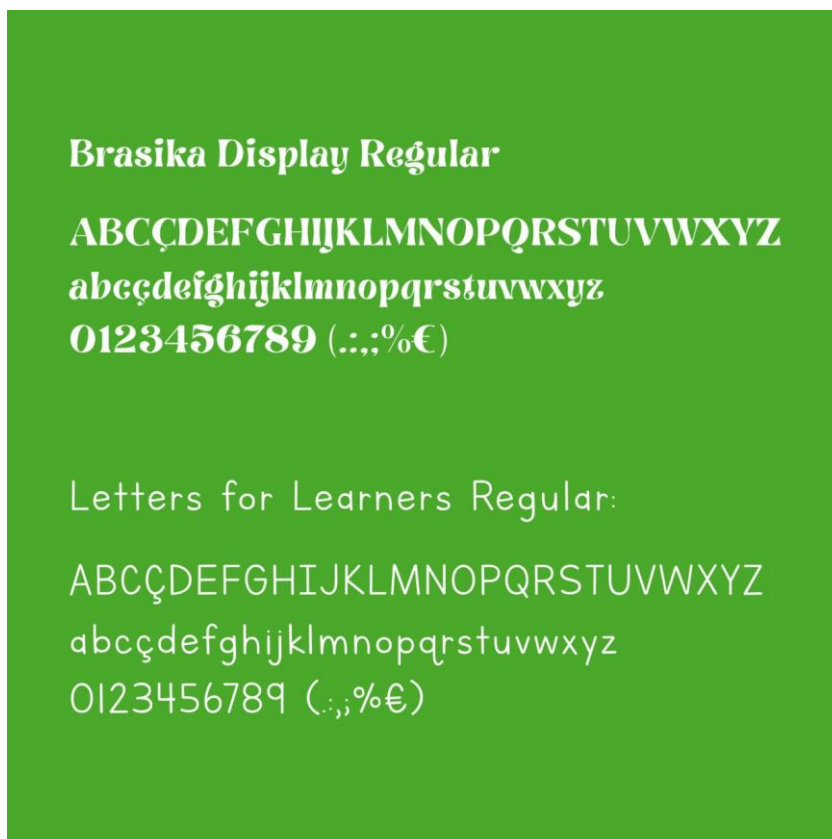 Brasika Display Regular
ABCÇDEFGHIJKLMNOPQRSTUVWXYZ
abcçdefghijklmnopqrstuvwxyz
0123456789 (.:,;%€)
Letters for Learners Regular:
ABCÇDEFGHIJKLMNOPQRSTUVWXYZ
abcçdefghijklmnopqrstuvwxyz
0123456789 (.:,;%€)